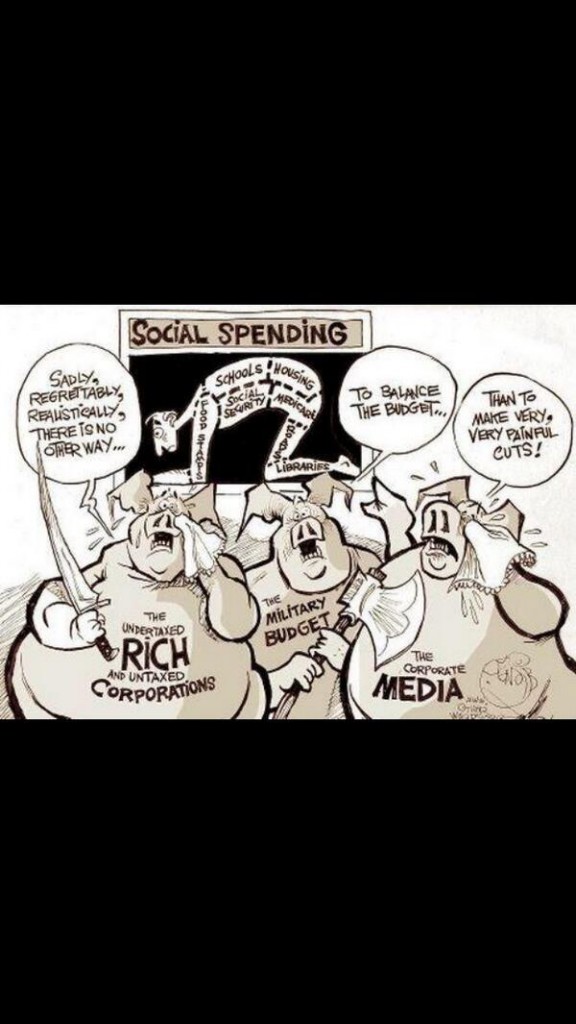 SOCIAL SPENDING
SADLY,
REGRETTABLY,
REALISTICALLY,
THERE IS NO
OTHER WAY...
TO BALANCE
THE BUDGET...
THAN TO
MAKE VERY,
VERY PAINFUL
CUTS!
SCHOOLS
HOUSING
FOOD STAMPS
SOCIAL
SECURITY
MEDICARE
ROADS
LIBRARIES
THE
UNDERTAXED
RICH
AND UNTAXED
CORPORATIONS
THE
MILITARY
BUDGET
THE
CORPORATE
MEDIA